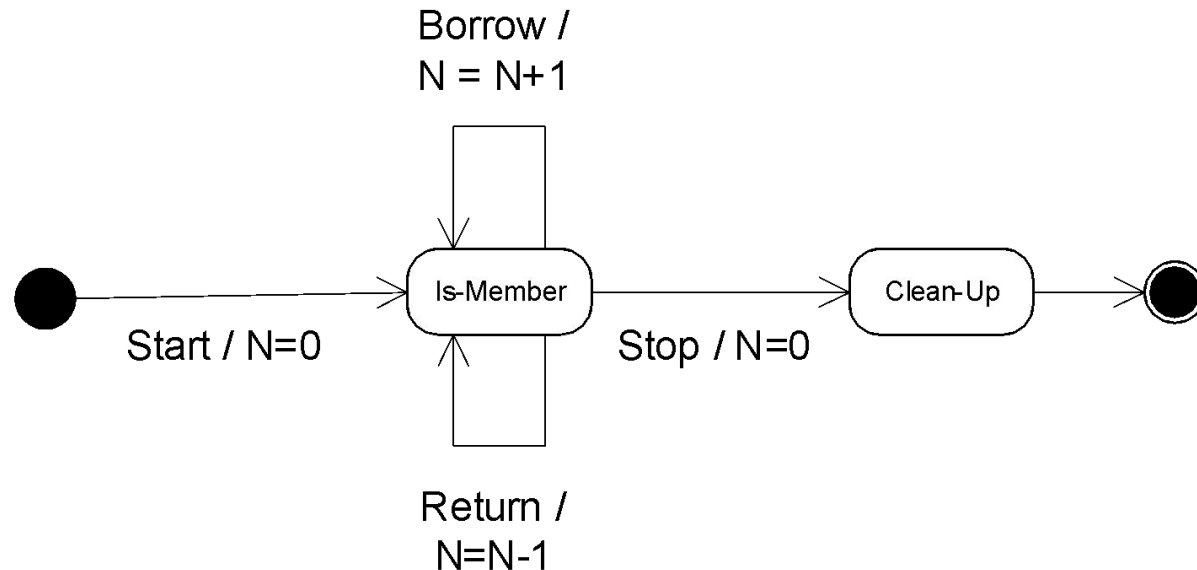 Borrow /
N = N+1
Is-Member
Clean-Up
Start / N=0
Stop / N=0
Return /
N=N-1